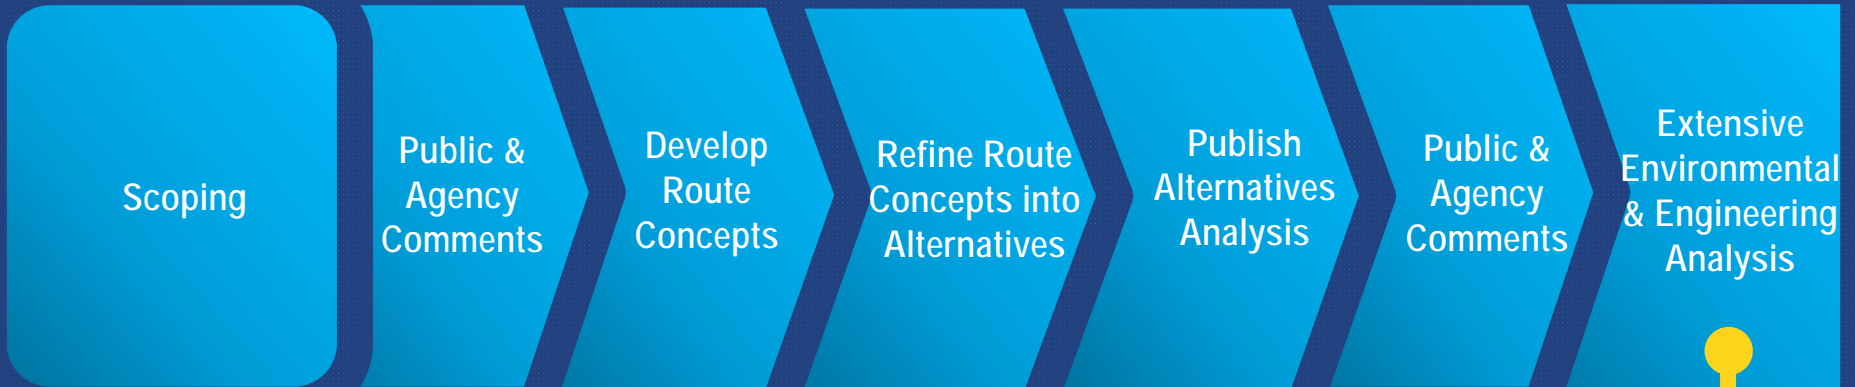 Scoping
Public &
Agency
Comments
Develop
Route
Concepts
Refine Route
Concepts into
Alternatives
Publish
Alternatives
Analysis
Public &
Agency
Comments
Extensive
Environmental
& Engineering
Analysis